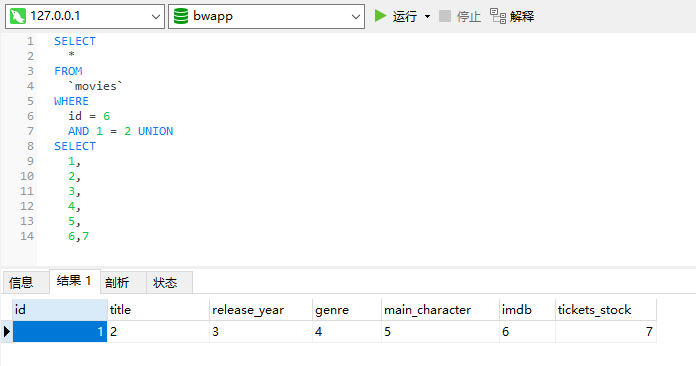 127.0.0.1 bwapp 运行 停止 解释
1 SELECT
2 *
3 FROM
4 `movies`
5 WHERE
6 id = 6
7 AND 1 = 2 UNION
8 SELECT
9 1,
10 2,
11 3,
12 4,
13 5,
14 6,7
信息 结果 1 剖析 状态
id title release_year genre main_character imdb tickets_stock
1 2 3 4 5 6 7